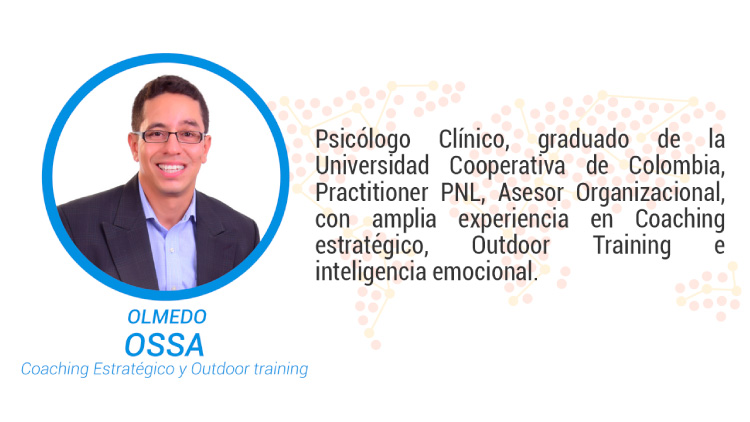 Psicólogo Clínico, graduado de la
Universidad Cooperativa de Colombia,
Practitioner PNL, Asesor Organizacional,
con amplia experiencia en Coaching
estratégico, Outdoor Training e
inteligencia emocional.
OLMEDO
OSSA
Coaching Estratégico y Outdoor training